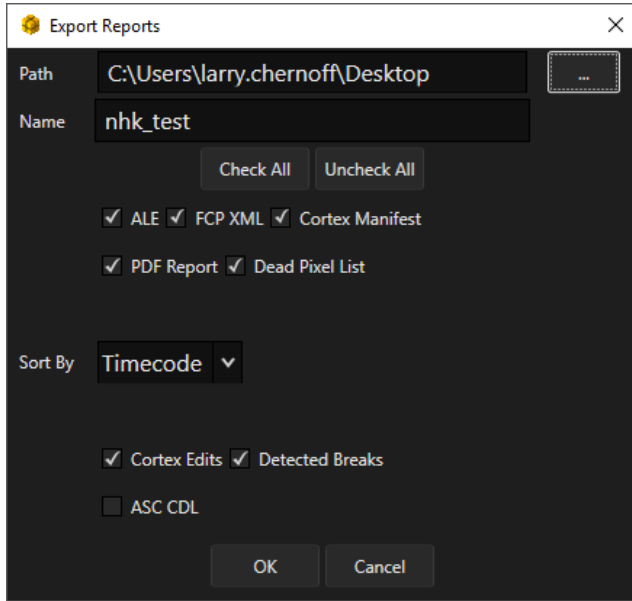 Export Reports
Path C:\Users\larry.chernoff\Desktop ...
Name nhk_test
Check All Uncheck All
ALE FCP XML Cortex Manifest
PDF Report Dead Pixel List
Sort By Timecode
Cortex Edits Detected Breaks
ASC CDL
OK Cancel